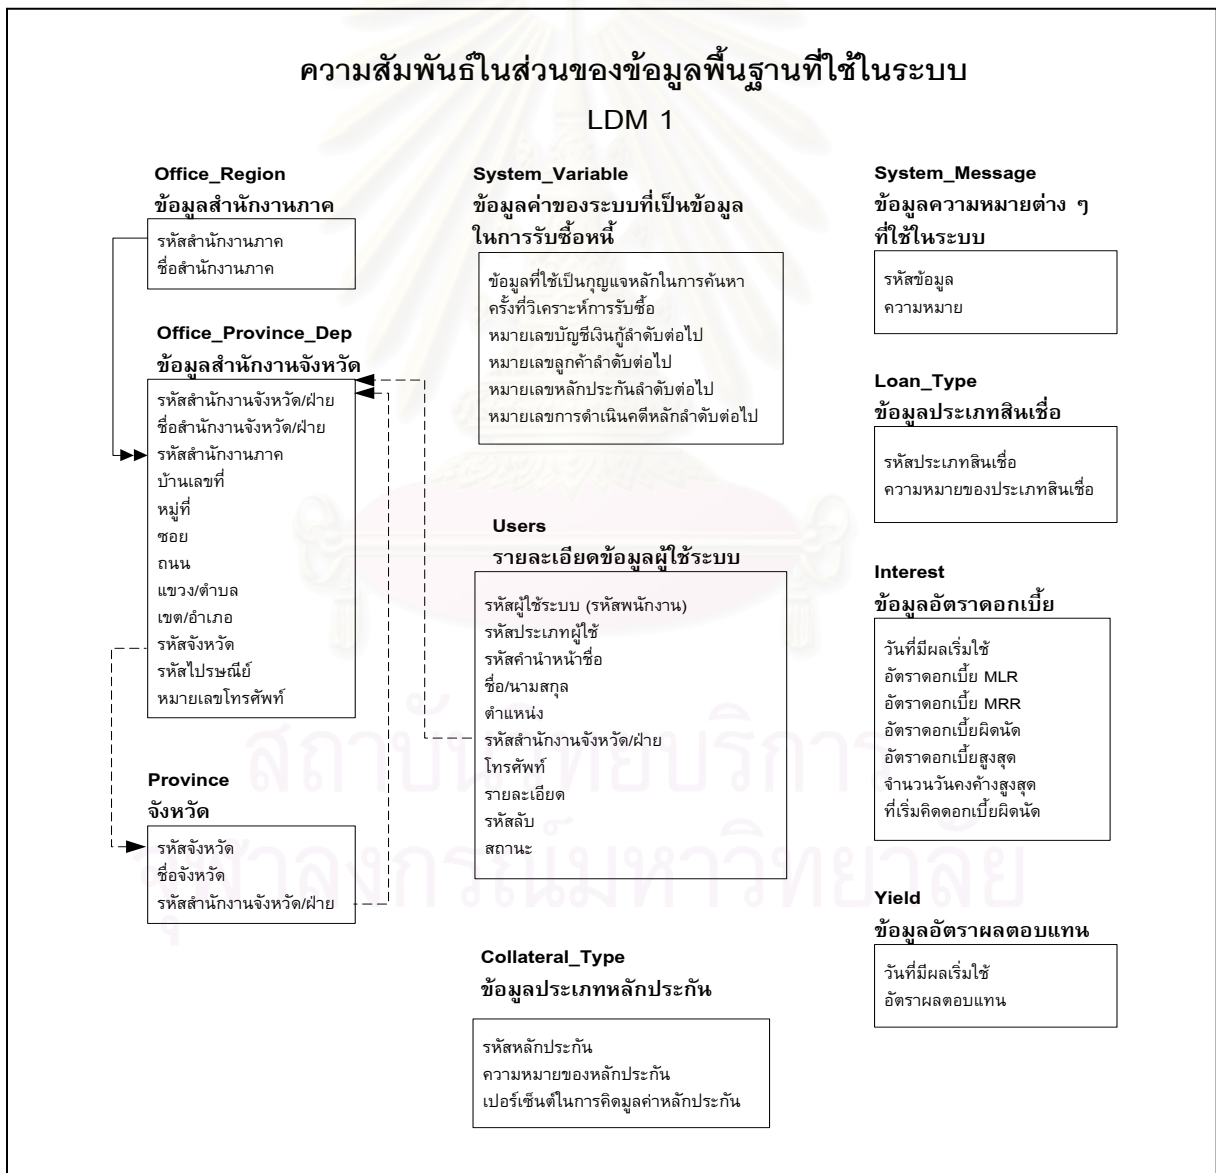 ความสัมพันธ์ในส่วนของข้อมูลพื้นฐานที่ใช้ในระบบ
LDM 1
Office_Region
ข้อมูลสำนักงานภาค
รหัสสำนักงานภาค
ชื่อสำนักงานภาค
Office_Province_Dep
ข้อมูลสำนักงานจังหวัด
รหัสสำนักงานจังหวัด/ฝ่าย
ชื่อสำนักงานจังหวัด/ฝ่าย
รหัสสำนักงานภาค
บ้านเลขที่
หมู่ที่
ซอย
ถนน
แขวง/ตำบล
เขต/อำเภอ
รหัสจังหวัด
รหัสไปรษณีย์
หมายเลขโทรศัพท์
Province
จังหวัด
รหัสจังหวัด
ชื่อจังหวัด
รหัสสำนักงานจังหวัด/ฝ่าย
System_Variable
ข้อมูลค่าของระบบที่เป็นข้อมูล
ในการรับซื้อหนี้
ข้อมูลที่ใช้เป็นกุญแจหลักในการค้นหา
ครั้งที่วิเคราะห์การรับซื้อ
หมายเลขบัญชีเงินกู้ลำดับต่อไป
หมายเลขลูกค้าลำดับต่อไป
หมายเลขหลักประกันลำดับต่อไป
หมายเลขการดำเนินคดีหลักลำดับต่อไป
Users
รายละเอียดข้อมูลผู้ใช้ระบบ
รหัสผู้ใช้ระบบ (รหัสพนักงาน)
รหัสประเภทผู้ใช้
รหัสคำนำหน้าชื่อ
ชื่อ/นามสกุล
ตำแหน่ง
รหัสสำนักงานจังหวัด/ฝ่าย
โทรศัพท์
รายละเอียด
รหัสลับ
สถานะ
Collateral_Type
ข้อมูลประเภทหลักประกัน
รหัสหลักประกัน
ความหมายของหลักประกัน
เปอร์เซ็นต์ในการคิดมูลค่าหลักประกัน
System_Message
ข้อมูลความหมายต่าง ๆ
ที่ใช้ในระบบ
รหัสข้อมูล
ความหมาย
Loan_Type
ข้อมูลประเภทสินเชื่อ
รหัสประเภทสินเชื่อ
ความหมายของประเภทสินเชื่อ
Interest
ข้อมูลอัตราดอกเบี้ย
วันที่มีผลเริ่มใช้
อัตราดอกเบี้ย MLR
อัตราดอกเบี้ย MRR
อัตราดอกเบี้ยผิดนัด
อัตราดอกเบี้ยสูงสุด
จำนวนวันคงค้างสูงสุด
ที่เริ่มคิดดอกเบี้ยผิดนัด
Yield
ข้อมูลอัตราผลตอบแทน
วันที่มีผลเริ่มใช้
อัตราผลตอบแทน
สถาบันวิทยบริการ
จุฬาลงกรณ์มหาวิทยาลัย